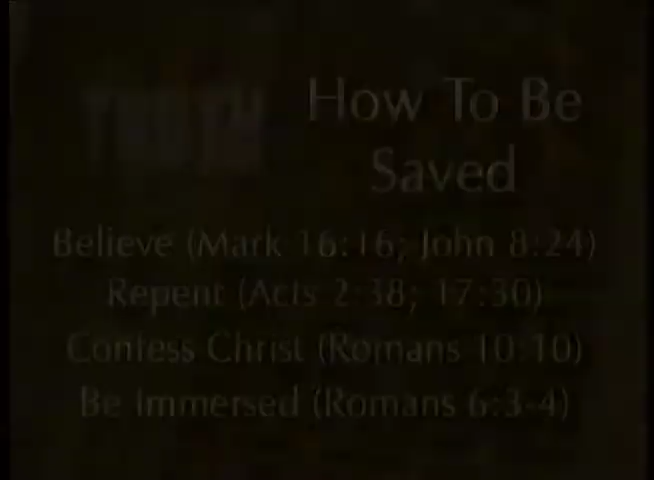 TRUTH
How To Be
Saved
Believe (Mark 16:16; John 8:24)
Repent (Acts 2:38; 17:30)
Confess Christ (Romans 10:10)
Be Immersed (Romans 6:3-4)